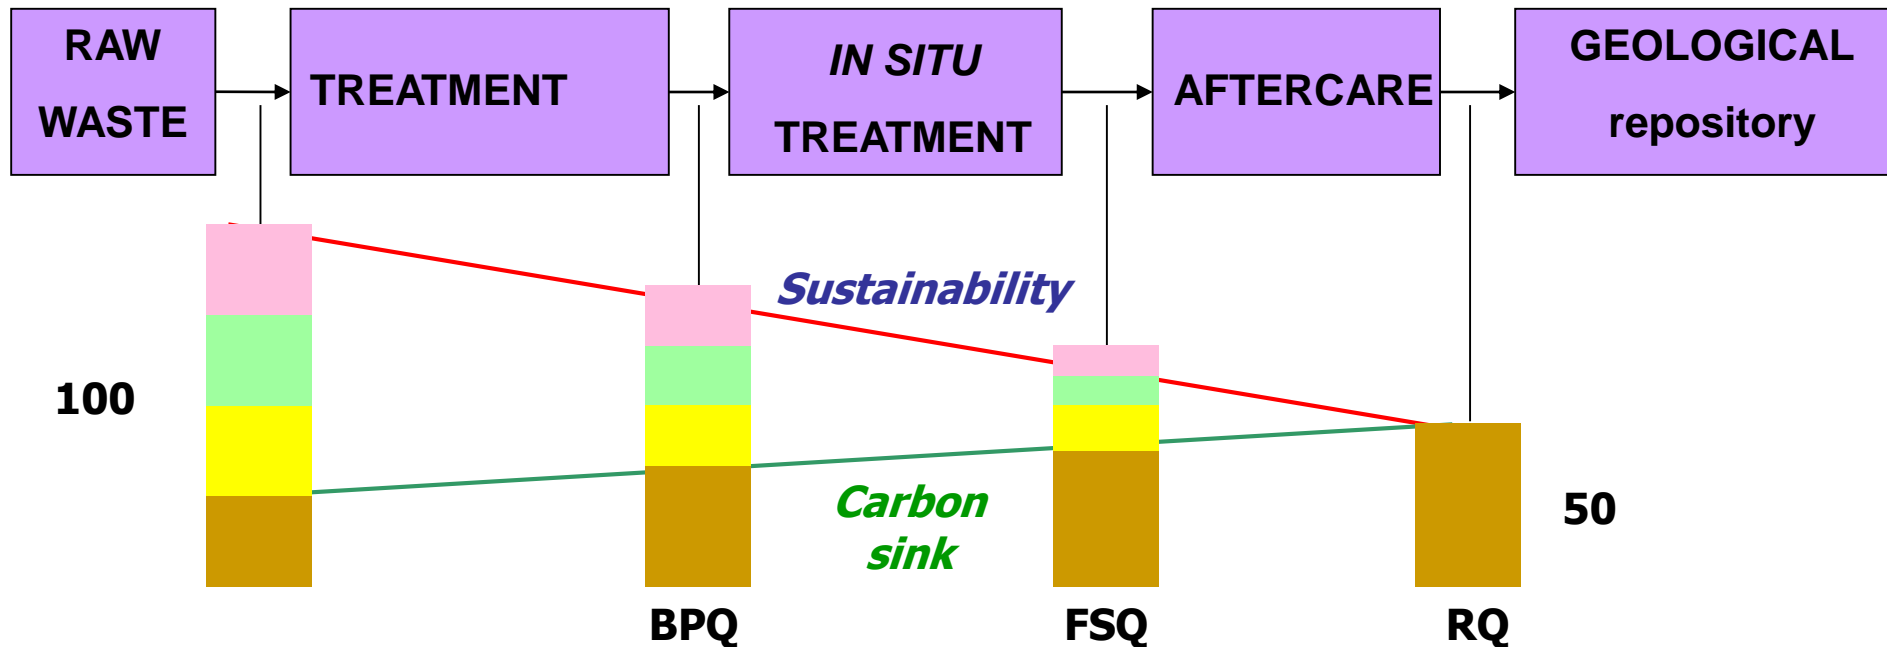 RAW
WASTE
TREATMENT
IN SITU
TREATMENT
AFTERCARE
GEOLOGICAL
repository
Sustainability
100
Carbon
sink
50
BPQ
FSQ
RQ